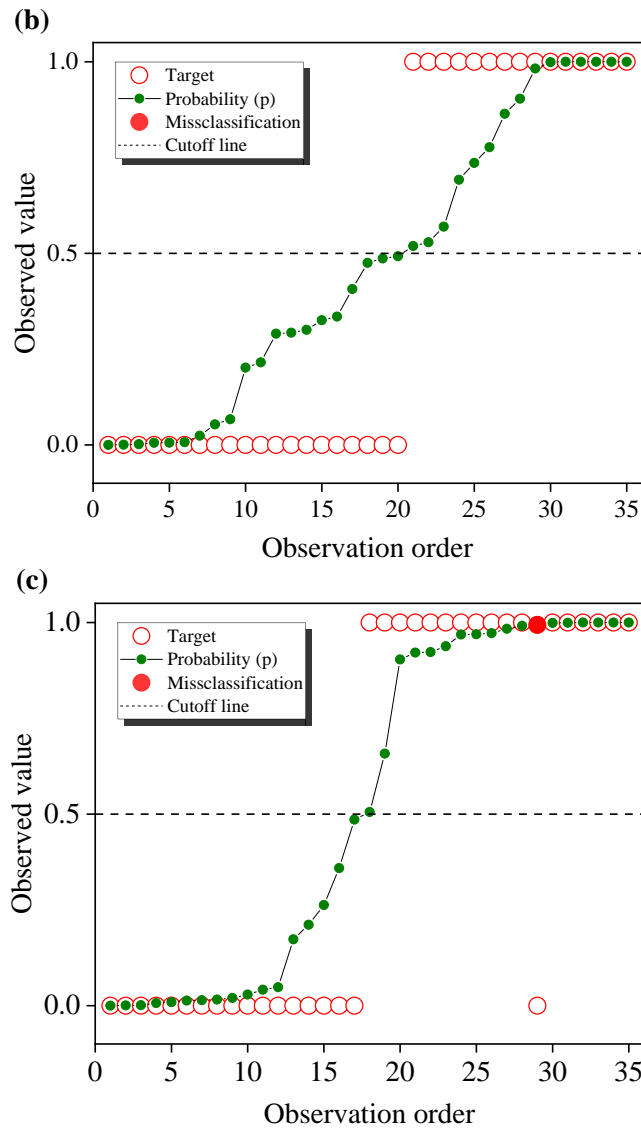 (b)
1.0
0.5
0.0
Observed value
Target
Probability (p)
Missclassification
Cutoff line
0 5 10 15 20 25 30 35
Observation order
(c)
1.0
0.5
0.0
Observed value
Target
Probability (p)
Missclassification
Cutoff line
0 5 10 15 20 25 30 35
Observation order